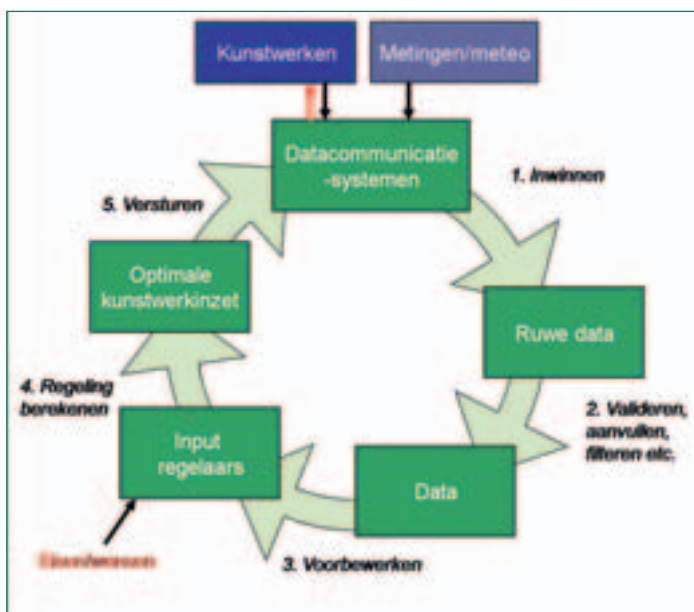 Kunstwerken
Metingen/meteo
Datacommunicatie
-systemen
1. Inwinnen
5. Versturen
Optimale
kunstwerkinzet
Ruwe data
4. Regeling
berekenen
2. Valideren,
aanvullen,
filteren etc.
Input
regelaars
Data
3. Voorbewerken